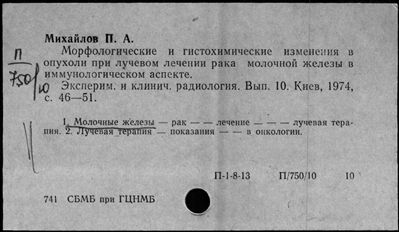 Михайлов П. А.
П
750/10
Морфологические и гистохимические изменения в
опухоли при лучевом лечении рака молочной железы в
иммунологическом аспекте.
Эксперим. и клинич. радиология. Вып. 10. Киев, 1974,
с. 46—51.
1. Молочные железы — рак — — лечение — — — лучевая тера-
пия. 2. Лучевая терапия — показания — — в онкологии.
П-1-8-13 П/750/10 10
741 СБМБ при ГЦНМБ